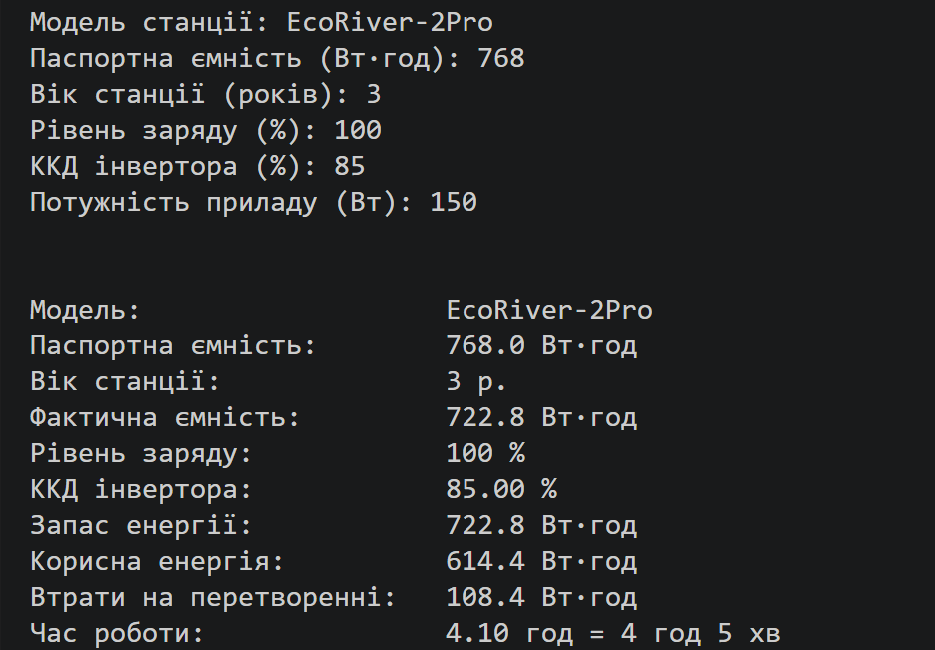 Модель станції: EcoRiver-2Pro
Паспортна ємність (Вт·год): 768
Вік станції (років): 3
Рівень заряду (%): 100
ККД інвертора (%): 85
Потужність приладу (Вт): 150
Модель: EcoRiver-2Pro
Паспортна ємність: 768.0 Вт·год
Вік станції: 3 р.
Фактична ємність: 722.8 Вт·год
Рівень заряду: 100 %
ККД інвертора: 85.00 %
Запас енергії: 722.8 Вт·год
Корисна енергія: 614.4 Вт·год
Втрати на перетворенні: 108.4 Вт·год
Час роботи: 4.10 год = 4 год 5 хв